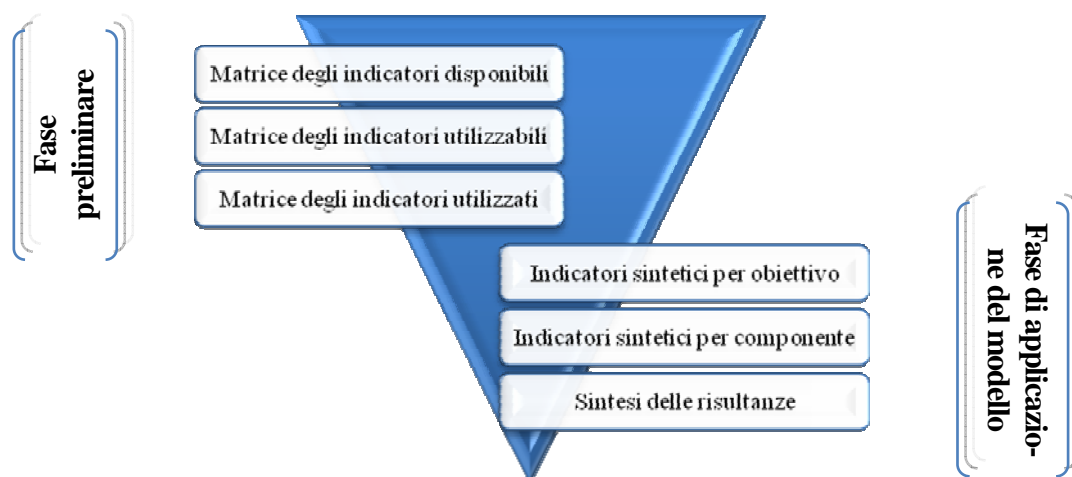 Fase
preliminare
Matrice degli indicatori disponibili
Matrice degli indicatori utilizzabili
Matrice degli indicatori utilizzati
Indicatori sintetici per obiettivo
Indicatori sintetici per componente
Sintesi delle risultanze
Fase di applicazio-
ne del modello